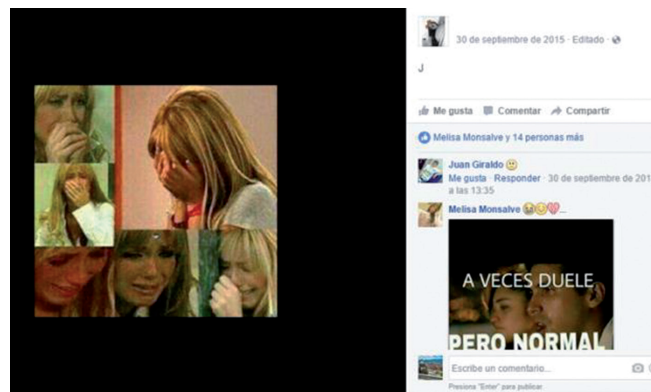 30 de septiembre de 2015 · Editado ·
J
Me gusta Comentar Compartir
Melisa Monsalve y 14 personas más
Juan Giraldo
Me gusta · Responder · 30 de septiembre de 201
a las 13:35
Melisa Monsalve ...
A VECES DUELE
PERO NORMAL
Escribe un comentario...
Presiona "Enter" para publicar.